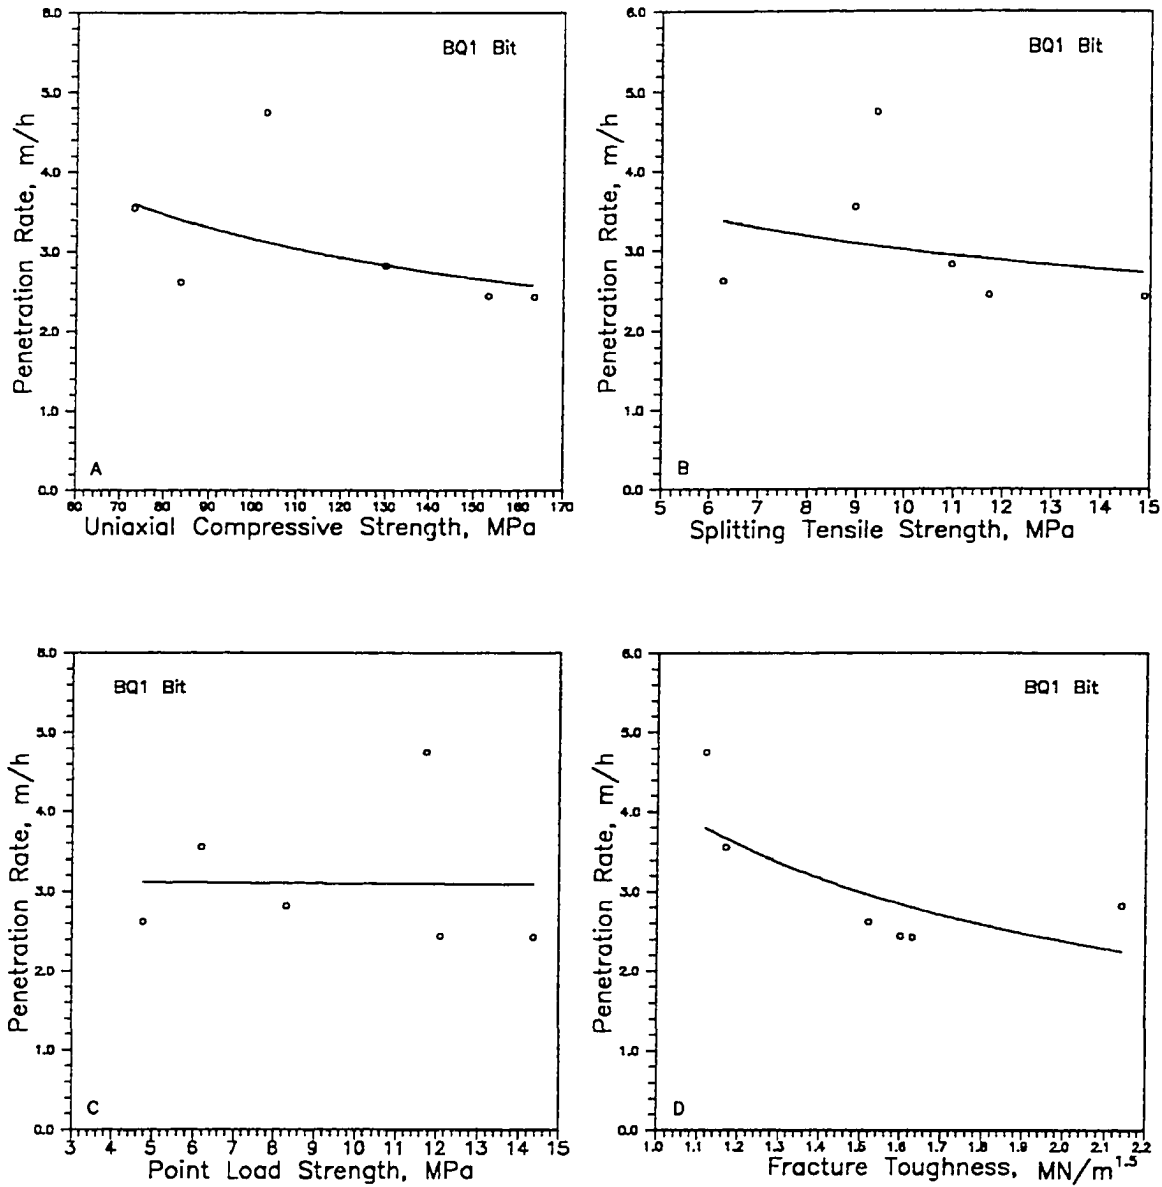 6.0
BQ1 Bit
5.0
4.0
3.0
2.0
1.0
A
0.0
60 70 80 90 100 110 120 130 140 150 160 170
Penetration Rate, m/h
Uniaxial Compressive Strength, MPa
6.0
BQ1 Bit
5.0
4.0
3.0
2.0
1.0
B
0.0
5 6 7 8 9 10 11 12 13 14 15
Penetration Rate, m/h
Splitting Tensile Strength, MPa
6.0
BQ1 Bit
5.0
4.0
3.0
2.0
1.0
C
0.0
3 4 5 6 7 8 9 10 11 12 13 14 15
Penetration Rate, m/h
Point Load Strength, MPa
6.0
BQ1 Bit
5.0
4.0
3.0
2.0
1.0
D
0.0
1.0 1.1 1.2 1.3 1.4 1.5 1.6 1.7 1.8 1.9 2.0 2.1 2.2
Penetration Rate, m/h
Fracture Toughness, MN/m^1.5